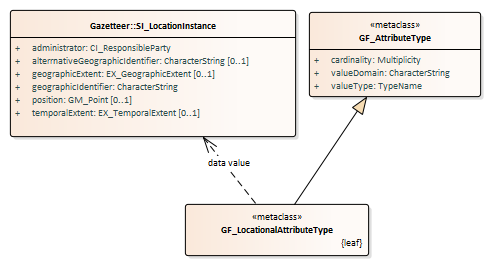 Gazetteer::SI_LocationInstance
+ administrator: CI_ResponsibleParty
+ alterrnativeGeographicIdentifier: CharacterString [0..1]
+ geographicExtent: EX_GeographicExtent [0..1]
+ geographicIdentifier: CharacterString
+ position: GM_Point [0..1]
+ temporalExtent: EX_TemporalExtent [0..1]
«metaclass»
GF_AttributeType
+ cardinality: Multiplicity
+ valueDomain: CharacterString
+ valueType: TypeName
data value
«metaclass»
GF_LocationalAttributeType
{leaf}